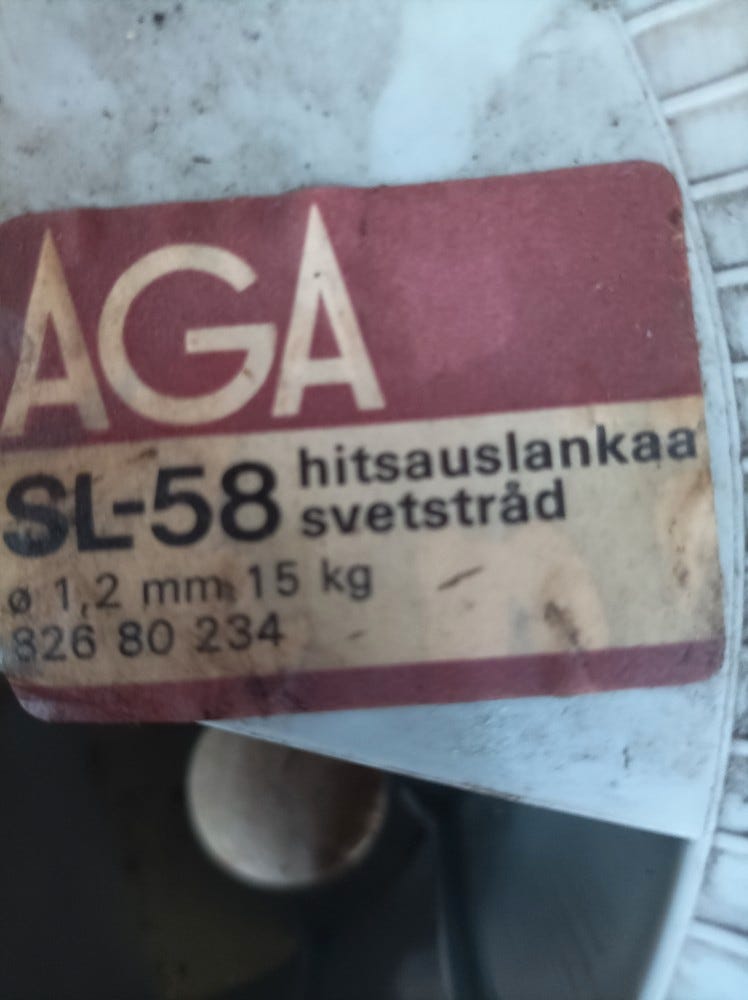 AGA
SL-58 hitsauslankaa
svetstråd
ø 1,2 mm 15 kg
826 80 234